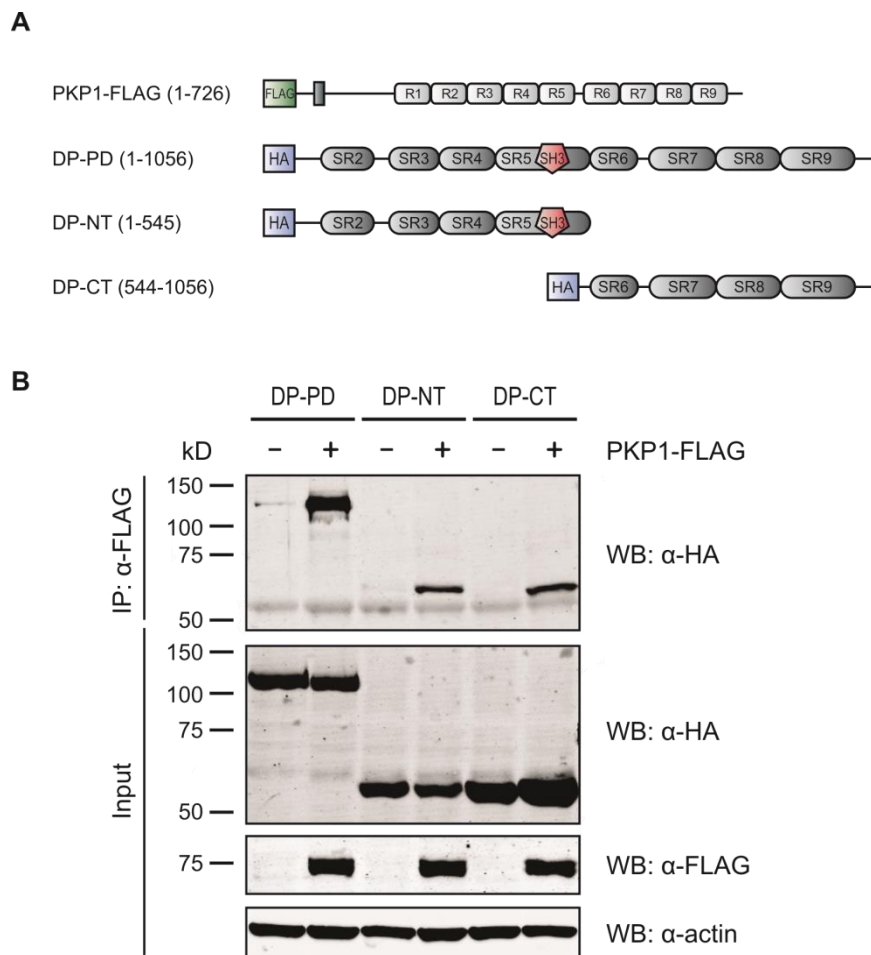 A
PKP1-FLAG (1-726)
FLAG
R1 R2 R3 R4 R5 R6 R7 R8 R9
DP-PD (1-1056)
HA
SR2 SR3 SR4 SR5 SH3 SR6 SR7 SR8 SR9
DP-NT (1-545)
HA
SR2 SR3 SR4 SR5 SH3
DP-CT (544-1056)
HA
SR6 SR7 SR8 SR9
B
DP-PD DP-NT DP-CT
kD − + − + − + PKP1-FLAG
IP: α-FLAG
150
100
75
50
WB: α-HA
Input
150
100
75
50
WB: α-HA
75
WB: α-FLAG
WB: α-actin